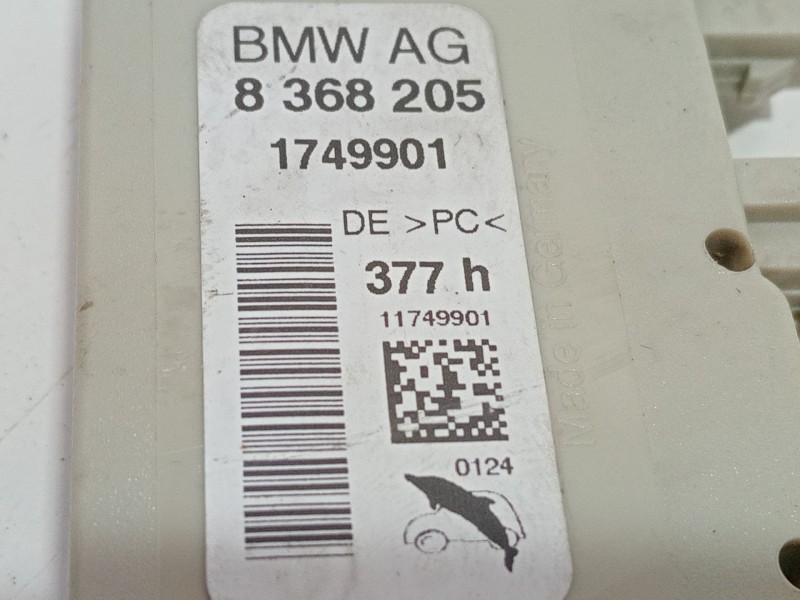 BMW AG
8 368 205
1749901
DE >PC<
377 h
11749901
0124
Made in Germany